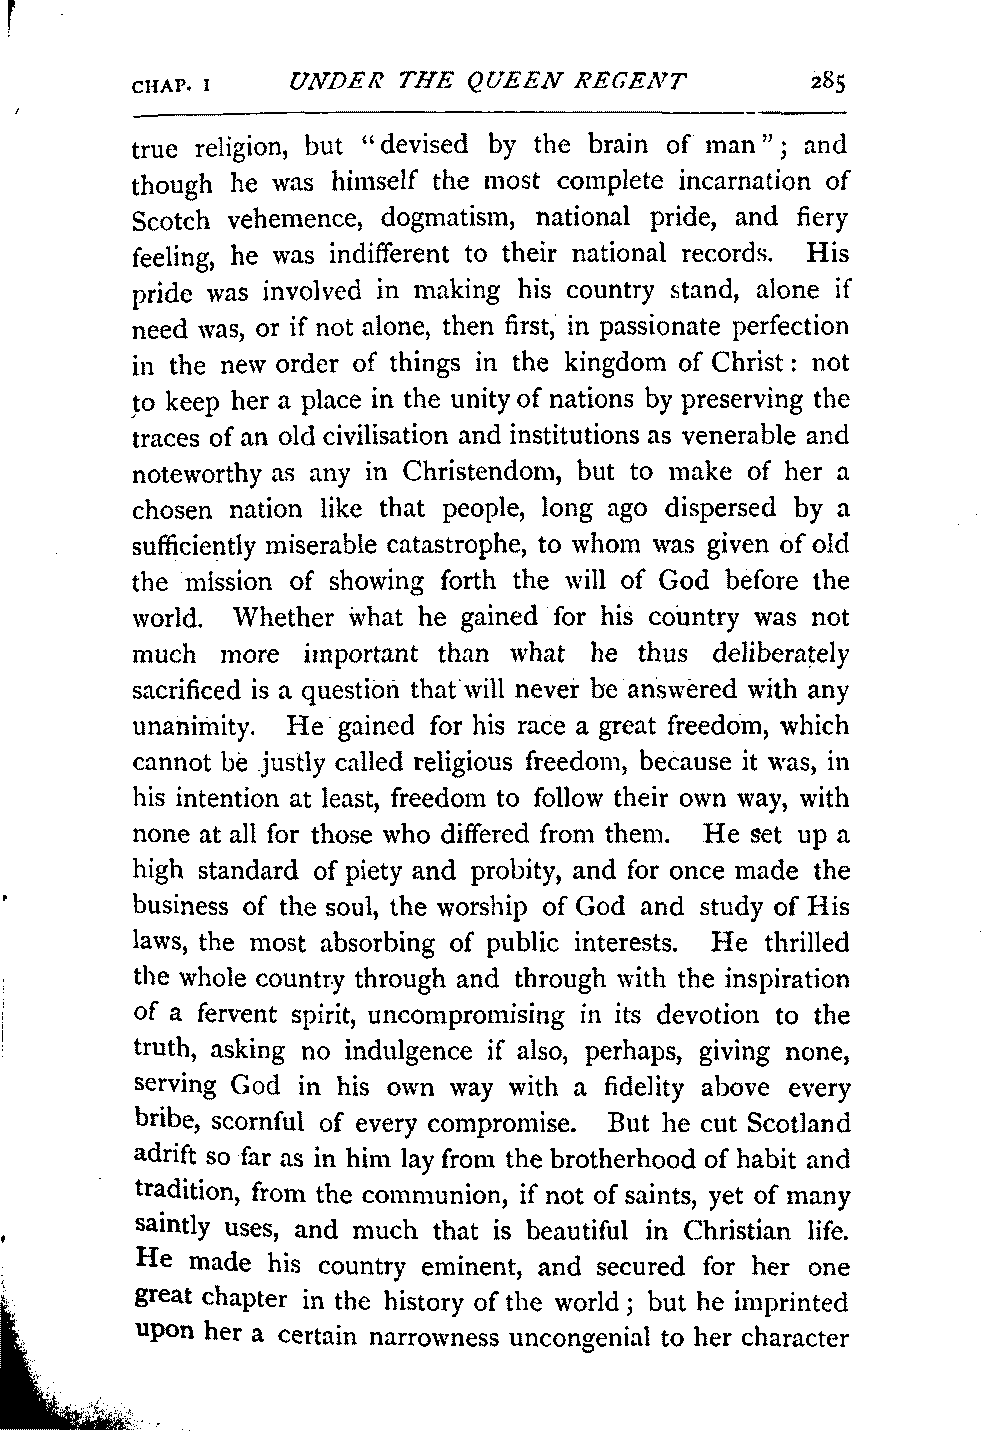 CHAP. I UNDER THE QUEEN REGENT 285
true religion, but “devised by the brain of man”; and
though he was himself the most complete incarnation of
Scotch vehemence, dogmatism, national pride, and fiery
feeling, he was indifferent to their national records. His
pride was involved in making his country stand, alone if
need was, or if not alone, then first, in passionate perfection
in the new order of things in the kingdom of Christ: not
to keep her a place in the unity of nations by preserving the
traces of an old civilisation and institutions as venerable and
noteworthy as any in Christendom, but to make of her a
chosen nation like that people, long ago dispersed by a
sufficiently miserable catastrophe, to whom was given of old
the mission of showing forth the will of God before the
world. Whether what he gained for his country was not
much more important than what he thus deliberately
sacrificed is a question that will never be answered with any
unanimity. He gained for his race a great freedom, which
cannot be justly called religious freedom, because it was, in
his intention at least, freedom to follow their own way, with
none at all for those who differed from them. He set up a
high standard of piety and probity, and for once made the
business of the soul, the worship of God and study of His
laws, the most absorbing of public interests. He thrilled
the whole country through and through with the inspiration
of a fervent spirit, uncompromising in its devotion to the
truth, asking no indulgence if also, perhaps, giving none,
serving God in his own way with a fidelity above every
bribe, scornful of every compromise. But he cut Scotland
adrift so far as in him lay from the brotherhood of habit and
tradition, from the communion, if not of saints, yet of many
saintly uses, and much that is beautiful in Christian life.
He made his country eminent, and secured for her one
great chapter in the history of the world; but he imprinted
upon her a certain narrowness uncongenial to her character